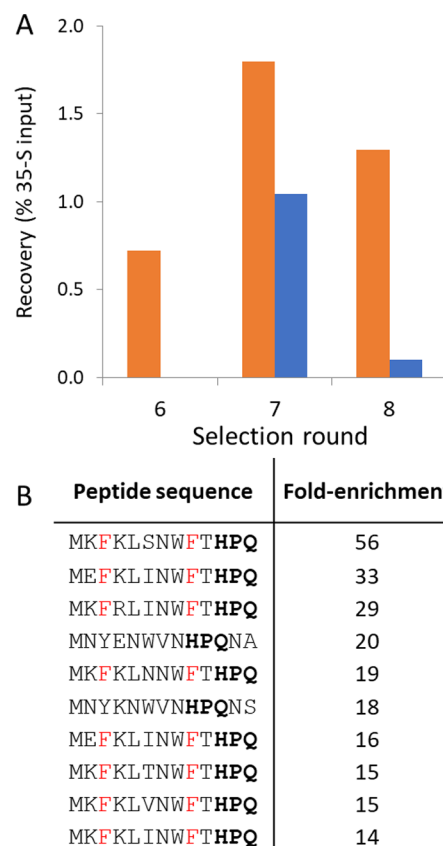 A
Recovery (% 35-S input)
2.0
1.5
1.0
0.5
0.0
6 7 8
Selection round
B
Peptide sequence Fold-enrichmen
MKFKLSNWFTHPQ 56
MEFKLINWFTHPQ 33
MKFRLINWFTHPQ 29
MNYENWVNHPQNA 20
MKFKLNNWFTHPQ 19
MNYKNWVNHPQNS 18
MEFKLINWFTHPQ 16
MKFKLTNWFTHPQ 15
MKFKLVNWFTHPQ 15
MKFKLINWFTHPQ 14